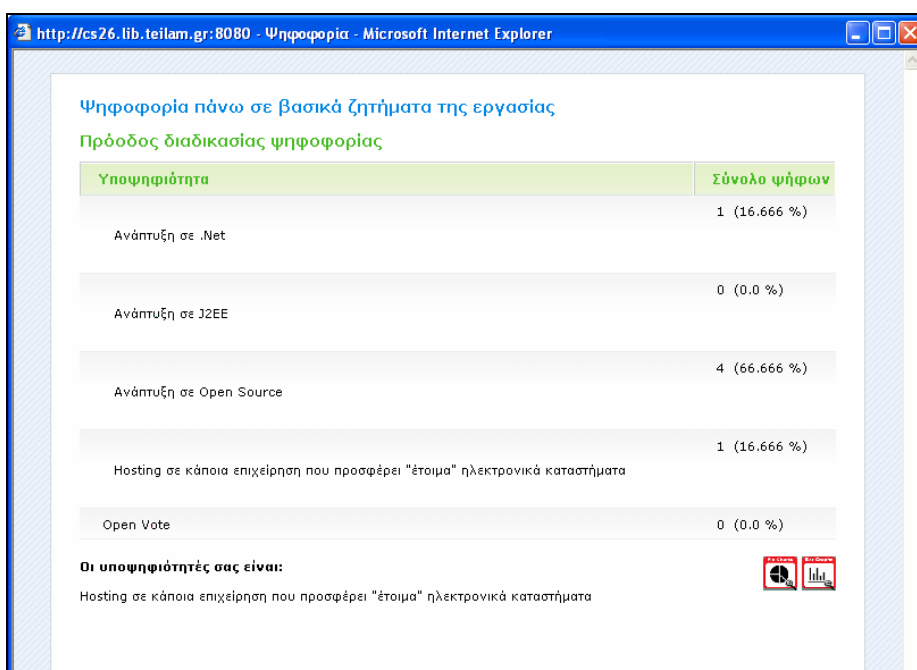 http://cs26.lib.teilam.gr:8080 - Ψηφοφορία - Microsoft Internet Explorer
Ψηφοφορία πάνω σε βασικά ζητήματα της εργασίας
Πρόοδος διαδικασίας ψηφοφορίας
Υποψηφιότητα Σύνολο ψήφων
1 (16.666 %)
Ανάπτυξη σε .Net
0 (0.0 %)
Ανάπτυξη σε J2EE
4 (66.666 %)
Ανάπτυξη σε Open Source
1 (16.666 %)
Hosting σε κάποια επιχείρηση που προσφέρει "έτοιμα" ηλεκτρονικά καταστήματα
Open Vote 0 (0.0 %)
Οι υποψηφιότητές σας είναι:
Hosting σε κάποια επιχείρηση που προσφέρει "έτοιμα" ηλεκτρονικά καταστήματα